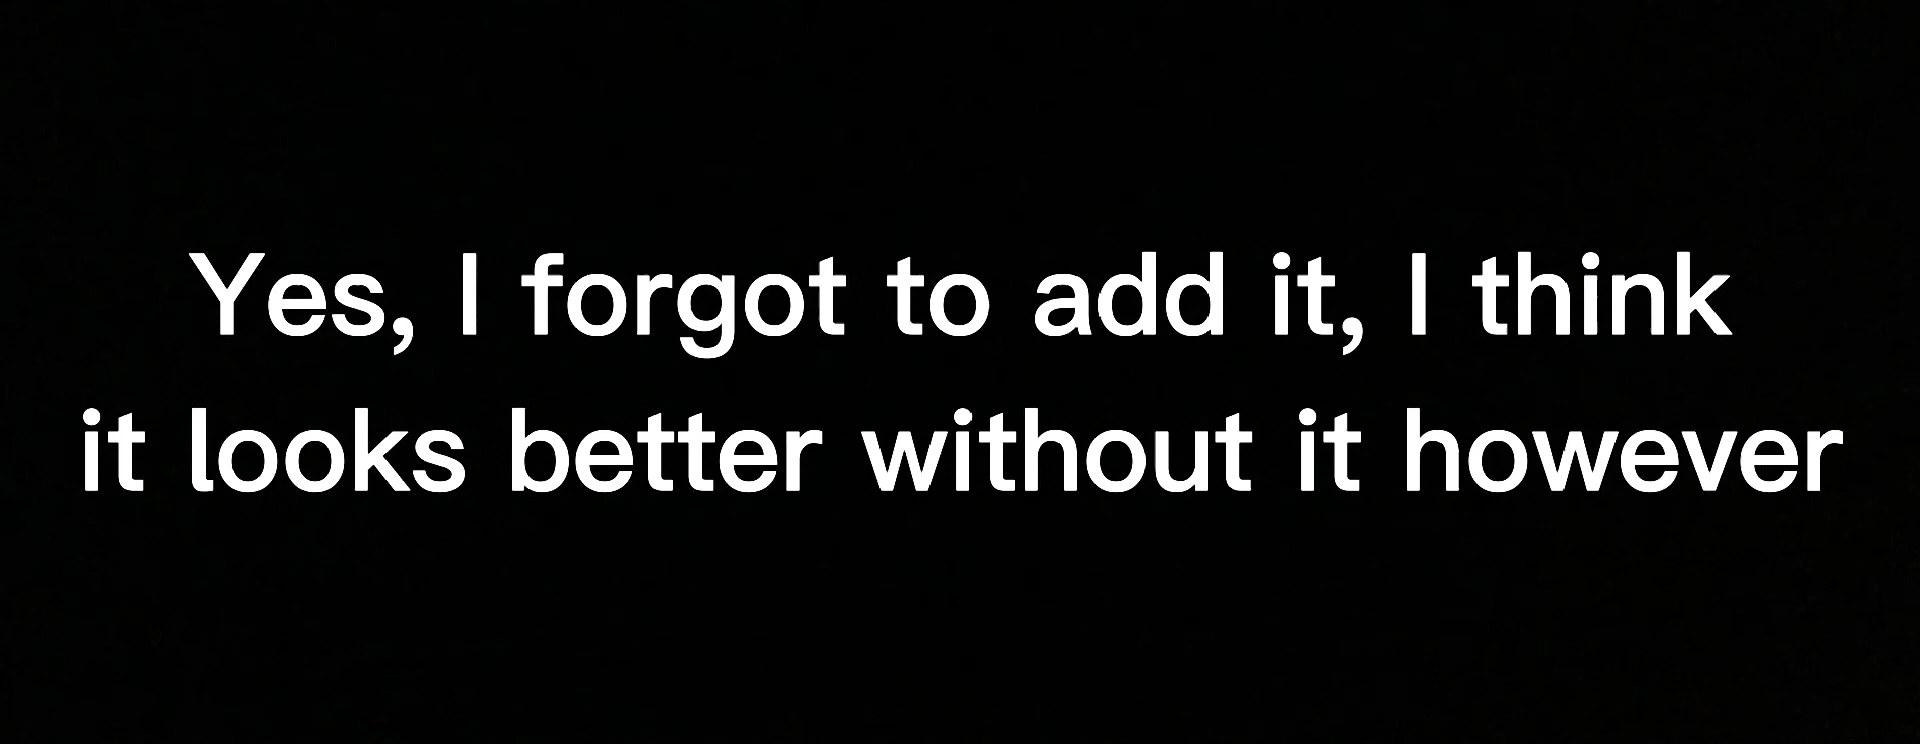 Yes, I forgot to add it, I think
it looks better without it however